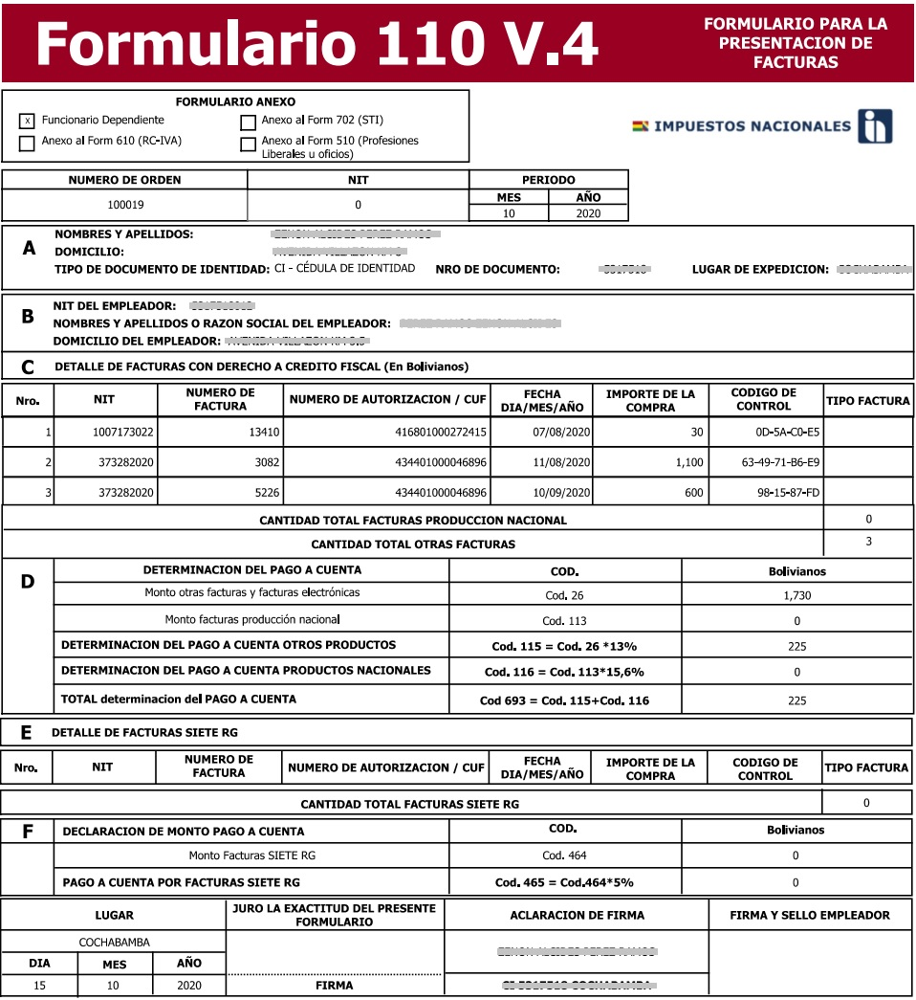 Formulario 110 V.4
FORMULARIO PARA LA
PRESENTACION DE
FACTURAS
FORMULARIO ANEXO
X Funcionario Dependiente
Anexo al Form 702 (STI)
Anexo al Form 610 (RC-IVA)
Anexo al Form 510 (Profesiones
Liberales u oficios)
IMPUESTOS NACIONALES
NUMERO DE ORDEN NIT PERIODO
MES AÑO
100019 0
10 2020
A
NOMBRES Y APELLIDOS:
DOMICILIO:
TIPO DE DOCUMENTO DE IDENTIDAD: CI - CÉDULA DE IDENTIDAD NRO DE DOCUMENTO: LUGAR DE EXPEDICION:
B
NIT DEL EMPLEADOR:
NOMBRES Y APELLIDOS O RAZON SOCIAL DEL EMPLEADOR:
DOMICILIO DEL EMPLEADOR:
C DETALLE DE FACTURAS CON DERECHO A CREDITO FISCAL (En Bolivianos)
Nro. NIT NUMERO DE FACTURA NUMERO DE AUTORIZACION / CUF FECHA DIA/MES/AÑO IMPORTE DE LA COMPRA CODIGO DE CONTROL TIPO FACTURA
1 1007173022 13410 416801000272415 07/08/2020 30 0D-5A-C0-E5
2 373282020 3082 434401000046896 11/08/2020 1,100 63-49-71-B6-E9
3 373282020 5226 434401000046896 10/09/2020 600 98-15-87-FD
CANTIDAD TOTAL FACTURAS PRODUCCION NACIONAL 0
CANTIDAD TOTAL OTRAS FACTURAS 3
D DETERMINACION DEL PAGO A CUENTA COD. Bolivianos
Monto otras facturas y facturas electrónicas Cod. 26 1,730
Monto facturas producción nacional Cod. 113 0
DETERMINACION DEL PAGO A CUENTA OTROS PRODUCTOS Cod. 115 = Cod. 26 *13% 225
DETERMINACION DEL PAGO A CUENTA PRODUCTOS NACIONALES Cod. 116 = Cod. 113*15,6% 0
TOTAL determinacion del PAGO A CUENTA Cod 693 = Cod. 115+Cod. 116 225
E DETALLE DE FACTURAS SIETE RG
Nro. NIT NUMERO DE FACTURA NUMERO DE AUTORIZACION / CUF FECHA DIA/MES/AÑO IMPORTE DE LA COMPRA CODIGO DE CONTROL TIPO FACTURA
CANTIDAD TOTAL FACTURAS SIETE RG 0
F DECLARACION DE MONTO PAGO A CUENTA COD. Bolivianos
Monto Facturas SIETE RG Cod. 464 0
PAGO A CUENTA POR FACTURAS SIETE RG Cod. 465 = Cod.464*5% 0
LUGAR JURO LA EXACTITUD DEL PRESENTE FORMULARIO ACLARACION DE FIRMA FIRMA Y SELLO EMPLEADOR
COCHABAMBA
DIA MES AÑO
15 10 2020 FIRMA